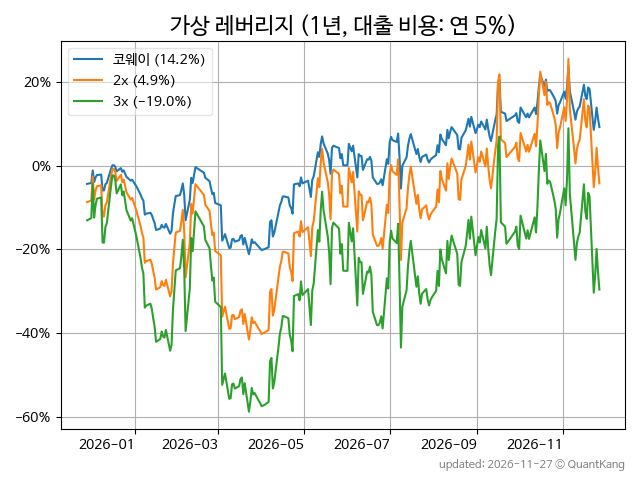 가상 레버리지 (1년, 대출 비용: 연 5%)
코웨이 (14.2%)
2x (4.9%)
3x (−19.0%)
20%
0%
−20%
−40%
−60%
2026-01 2026-03 2026-05 2026-07 2026-09 2026-11
updated: 2026-11-27 © QuantKang